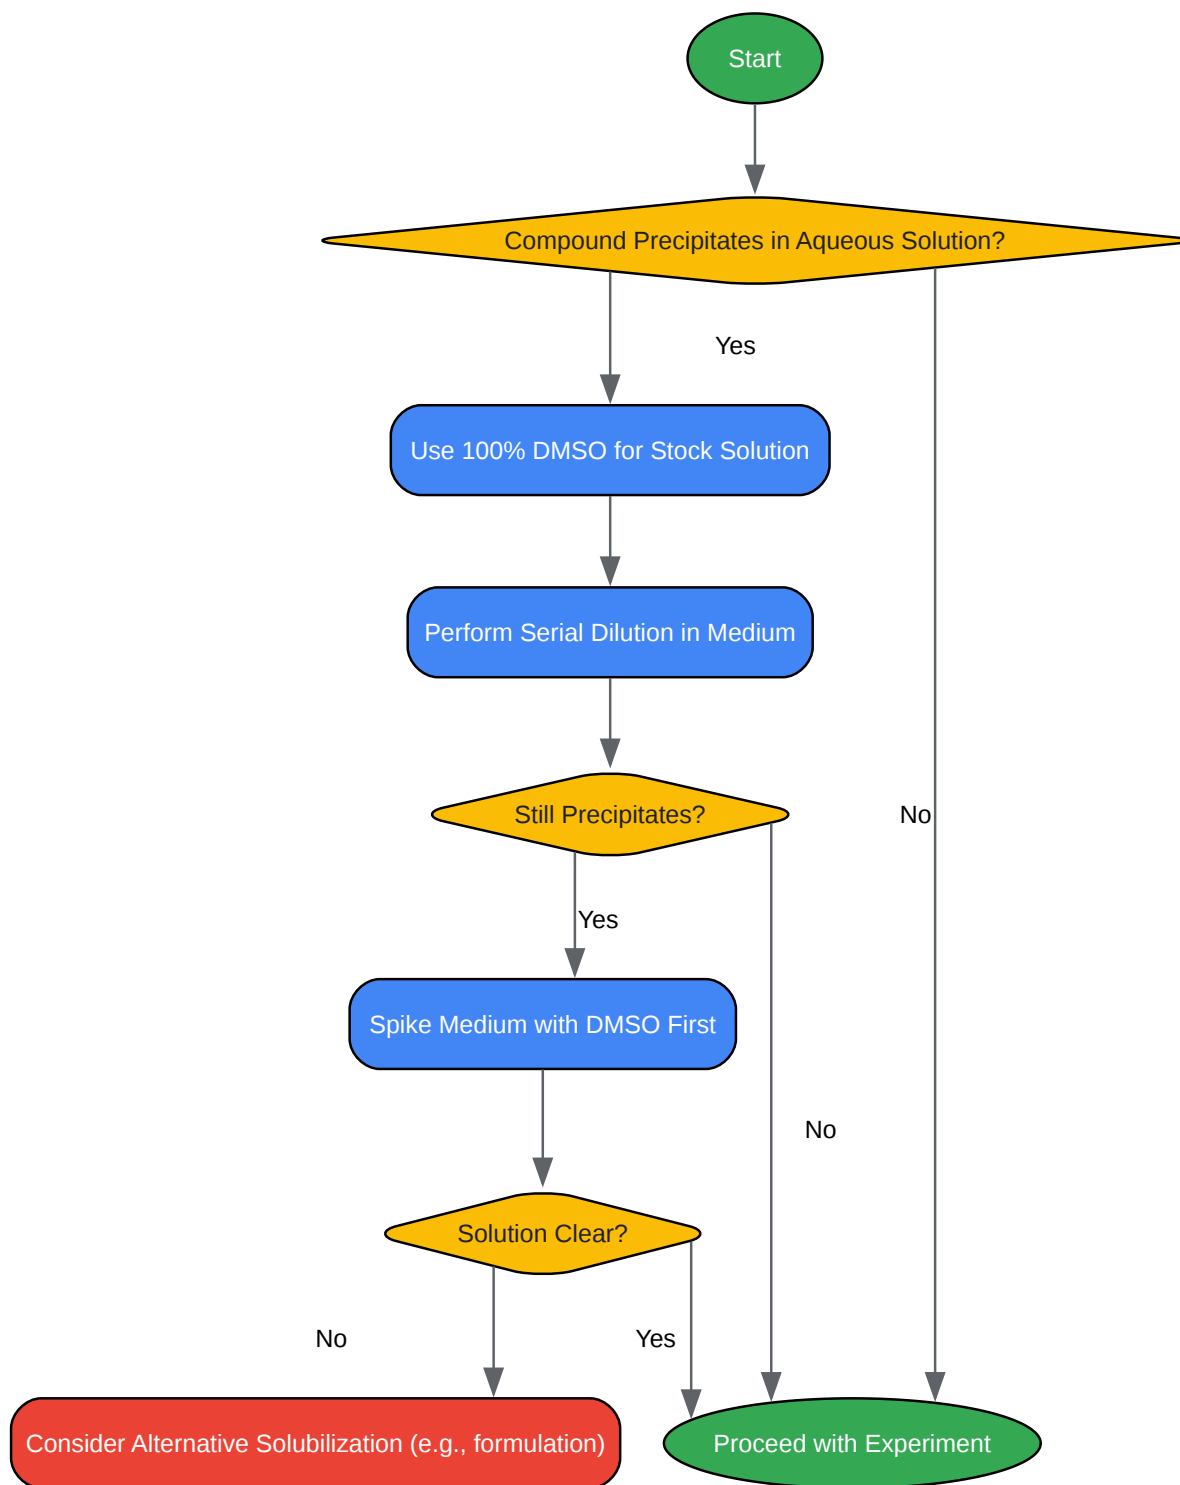 Start
Compound Precipitates in Aqueous Solution?
Yes
Use 100% DMSO for Stock Solution
Perform Serial Dilution in Medium
Still Precipitates?
No
Yes
Spike Medium with DMSO First
No
Solution Clear?
No
Yes
Consider Alternative Solubilization (e.g., formulation)
Proceed with Experiment